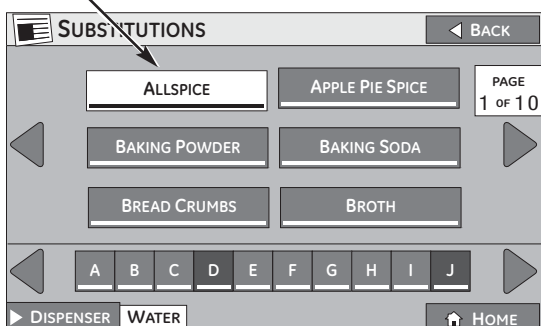 SUBSTITUTIONS
BACK
ALLSPICE
APPLE PIE SPICE
PAGE
1 OF 10
BAKING POWDER
BAKING SODA
BREAD CRUMBS
BROTH
A B C D E F G H I J
DISPENSER WATER
HOME